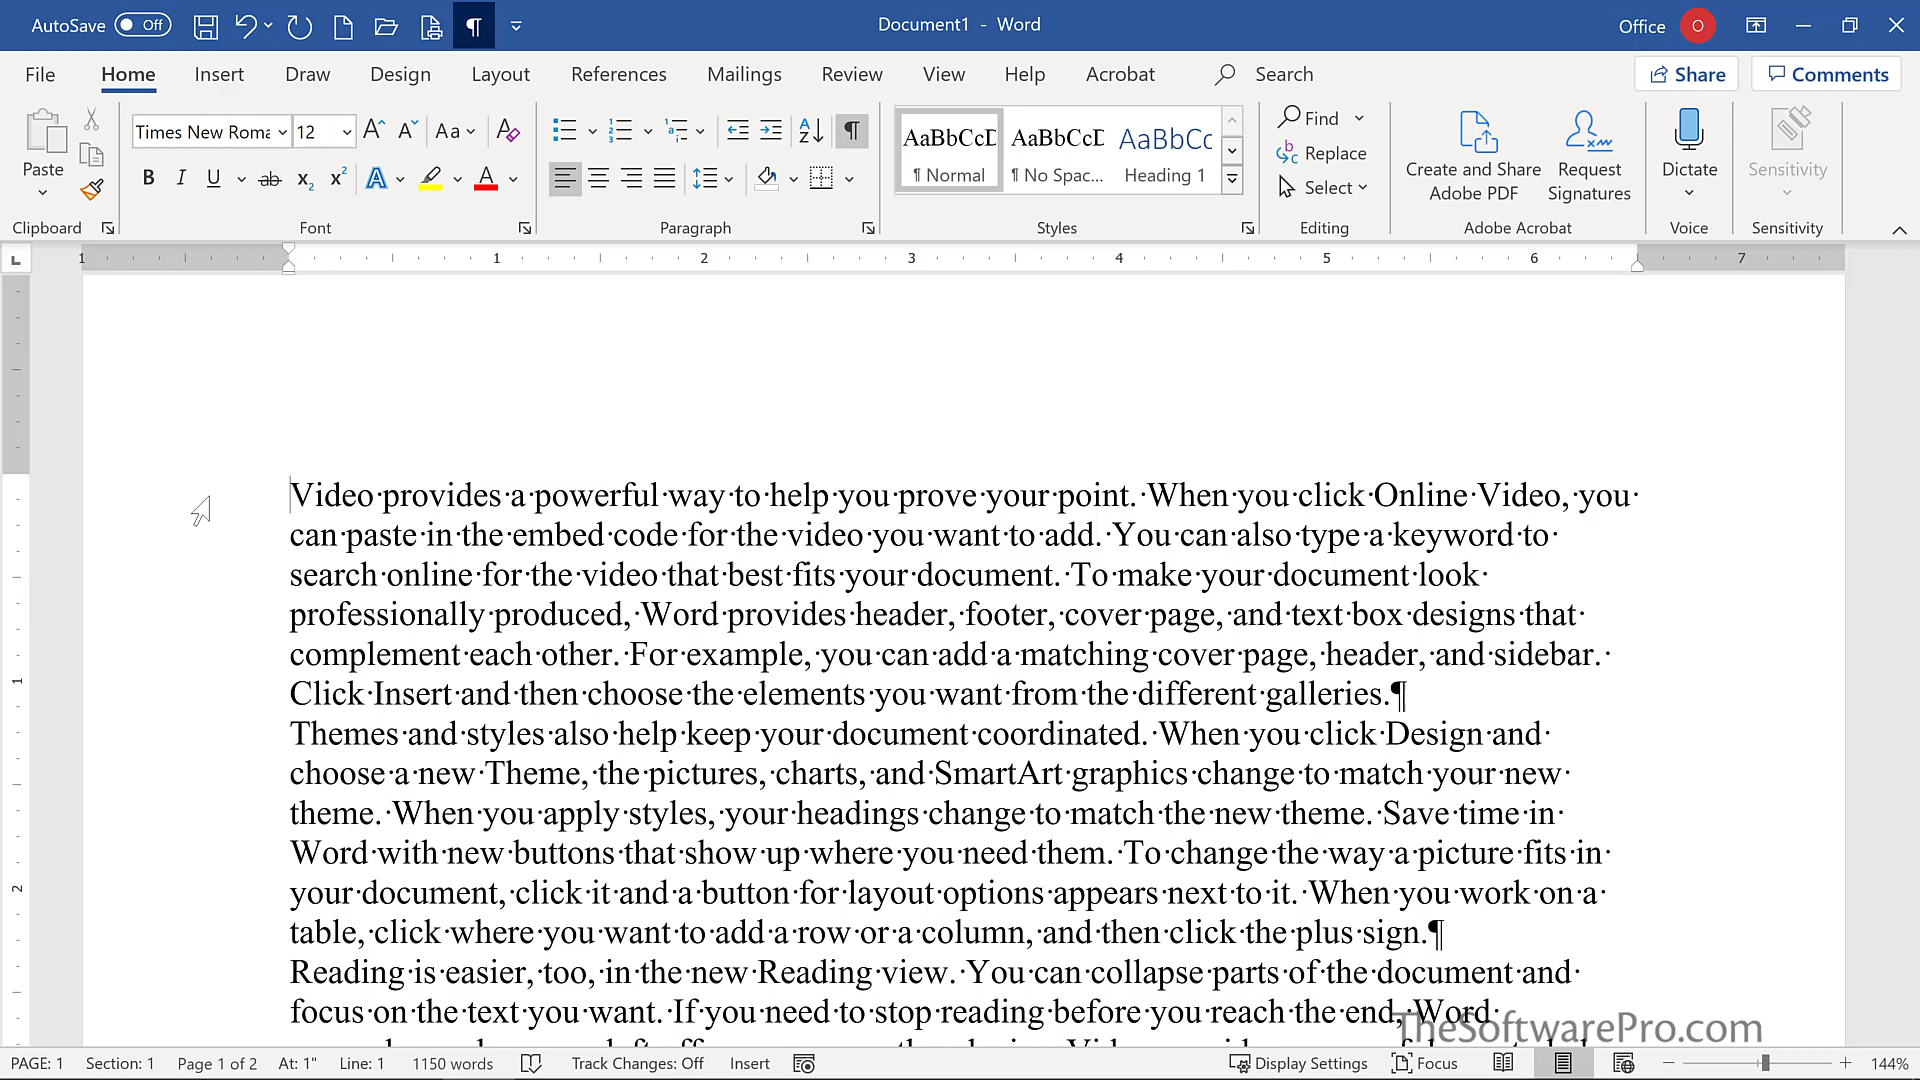 AutoSave Off
Document1 - Word
Office O
File Home Insert Draw Design Layout References Mailings Review View Help Acrobat Search Share Comments
Paste
Clipboard
Times New Roma 12
Aa
B I U ab x₂ x² A A
Font
Paragraph
AaBbCcD AaBbCcD AaBbCc
¶ Normal ¶ No Spac... Heading 1
Styles
Find
Replace
Select
Editing
Create and Share Adobe PDF
Request Signatures
Adobe Acrobat
Dictate
Voice
Sensitivity
Sensitivity
1 1 2 3 4 5 6 7
Video·provides·a·powerful·way·to·help·you·prove·your·point.·When·you·click·Online·Video,·you·
can·paste·in·the·embed·code·for·the·video·you·want·to·add.·You·can·also·type·a·keyword·to·
search·online·for·the·video·that·best·fits·your·document.·To·make·your·document·look·
professionally·produced,·Word·provides·header,·footer,·cover·page,·and·text·box·designs·that·
complement·each·other.·For·example,·you·can·add·a·matching·cover·page,·header,·and·sidebar.·
Click·Insert·and·then·choose·the·elements·you·want·from·the·different·galleries.¶
Themes·and·styles·also·help·keep·your·document·coordinated.·When·you·click·Design·and·
choose·a·new·Theme,·the·pictures,·charts,·and·SmartArt·graphics·change·to·match·your·new·
theme.·When·you·apply·styles,·your·headings·change·to·match·the·new·theme.·Save·time·in·
Word·with·new·buttons·that·show·up·where·you·need·them.·To·change·the·way·a·picture·fits·in·
your·document,·click·it·and·a·button·for·layout·options·appears·next·to·it.·When·you·work·on·a·
table,·click·where·you·want·to·add·a·row·or·a·column,·and·then·click·the·plus·sign.¶
Reading·is·easier,·too,·in·the·new·Reading·view.·You·can·collapse·parts·of·the·document·and·
focus·on·the·text·you·want.·If·you·need·to·stop·reading·before·you·reach·the·end,·Word·
TheSoftwarePro.com
PAGE: 1 Section: 1 Page 1 of 2 At: 1" Line: 1 1150 words Track Changes: Off Insert Display Settings Focus 144%